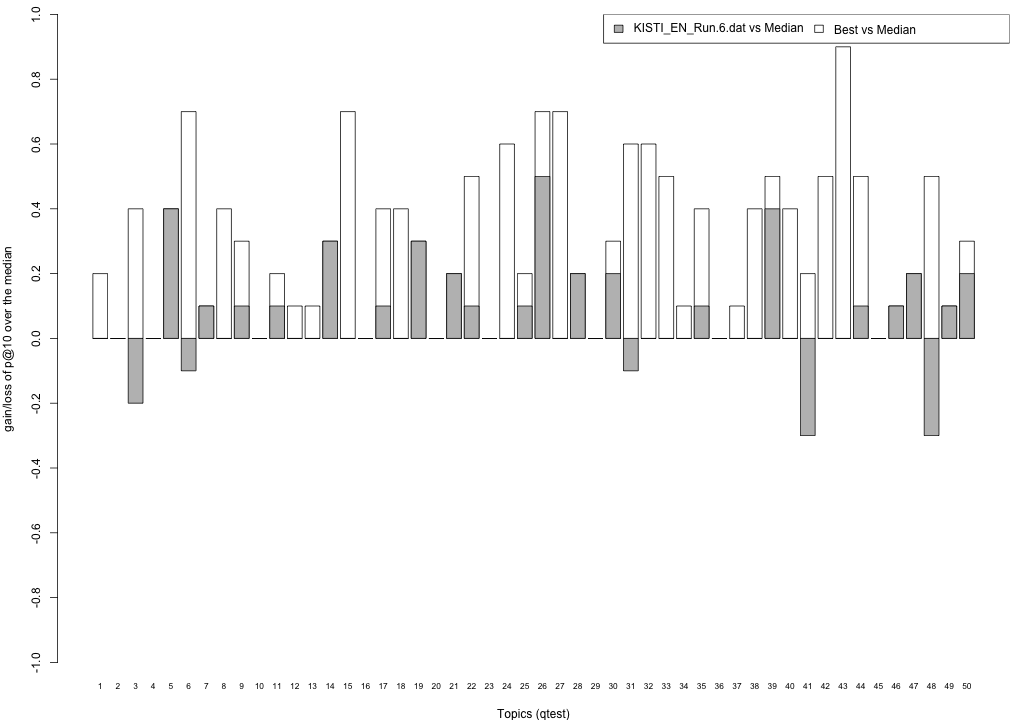 KISTI_EN_Run.6.dat vs Median Best vs Median
gain/loss of p@10 over the median
1.0
0.8
0.6
0.4
0.2
0.0
-0.2
-0.4
-0.6
-0.8
-1.0
1 2 3 4 5 6 7 8 9 10 11 12 13 14 15 16 17 18 19 20 21 22 23 24 25 26 27 28 29 30 31 32 33 34 35 36 37 38 39 40 41 42 43 44 45 46 47 48 49 50
Topics (qtest)